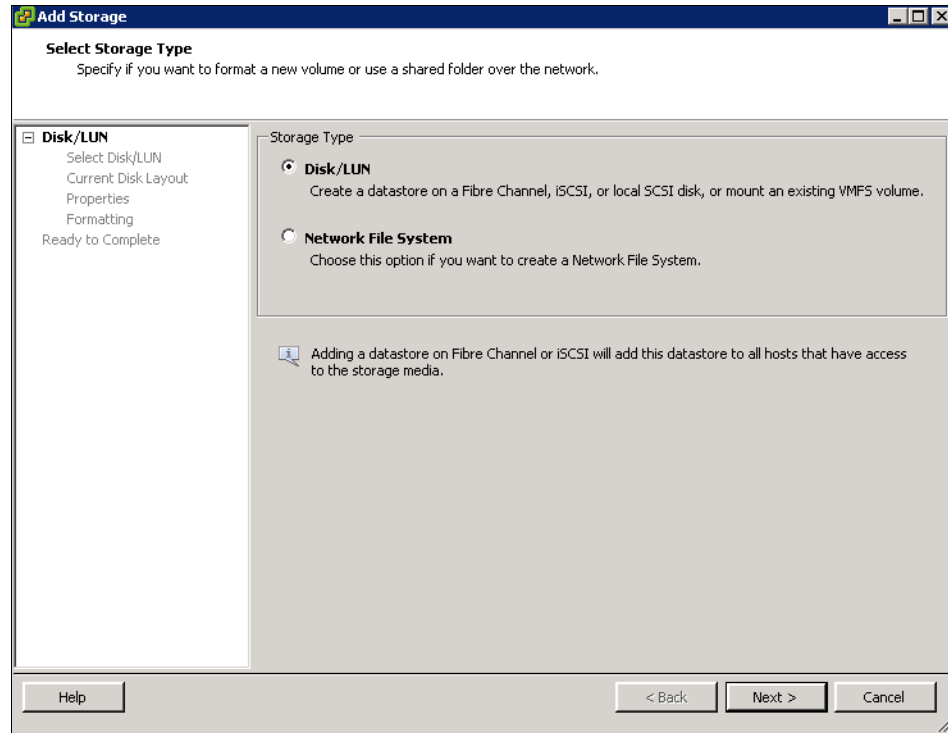 Add Storage
Select Storage Type
Specify if you want to format a new volume or use a shared folder over the network.
Disk/LUN
Select Disk/LUN
Current Disk Layout
Properties
Formatting
Ready to Complete
Storage Type
Disk/LUN
Create a datastore on a Fibre Channel, iSCSI, or local SCSI disk, or mount an existing VMFS volume.
Network File System
Choose this option if you want to create a Network File System.
Adding a datastore on Fibre Channel or iSCSI will add this datastore to all hosts that have access
to the storage media.
Help
< Back
Next >
Cancel